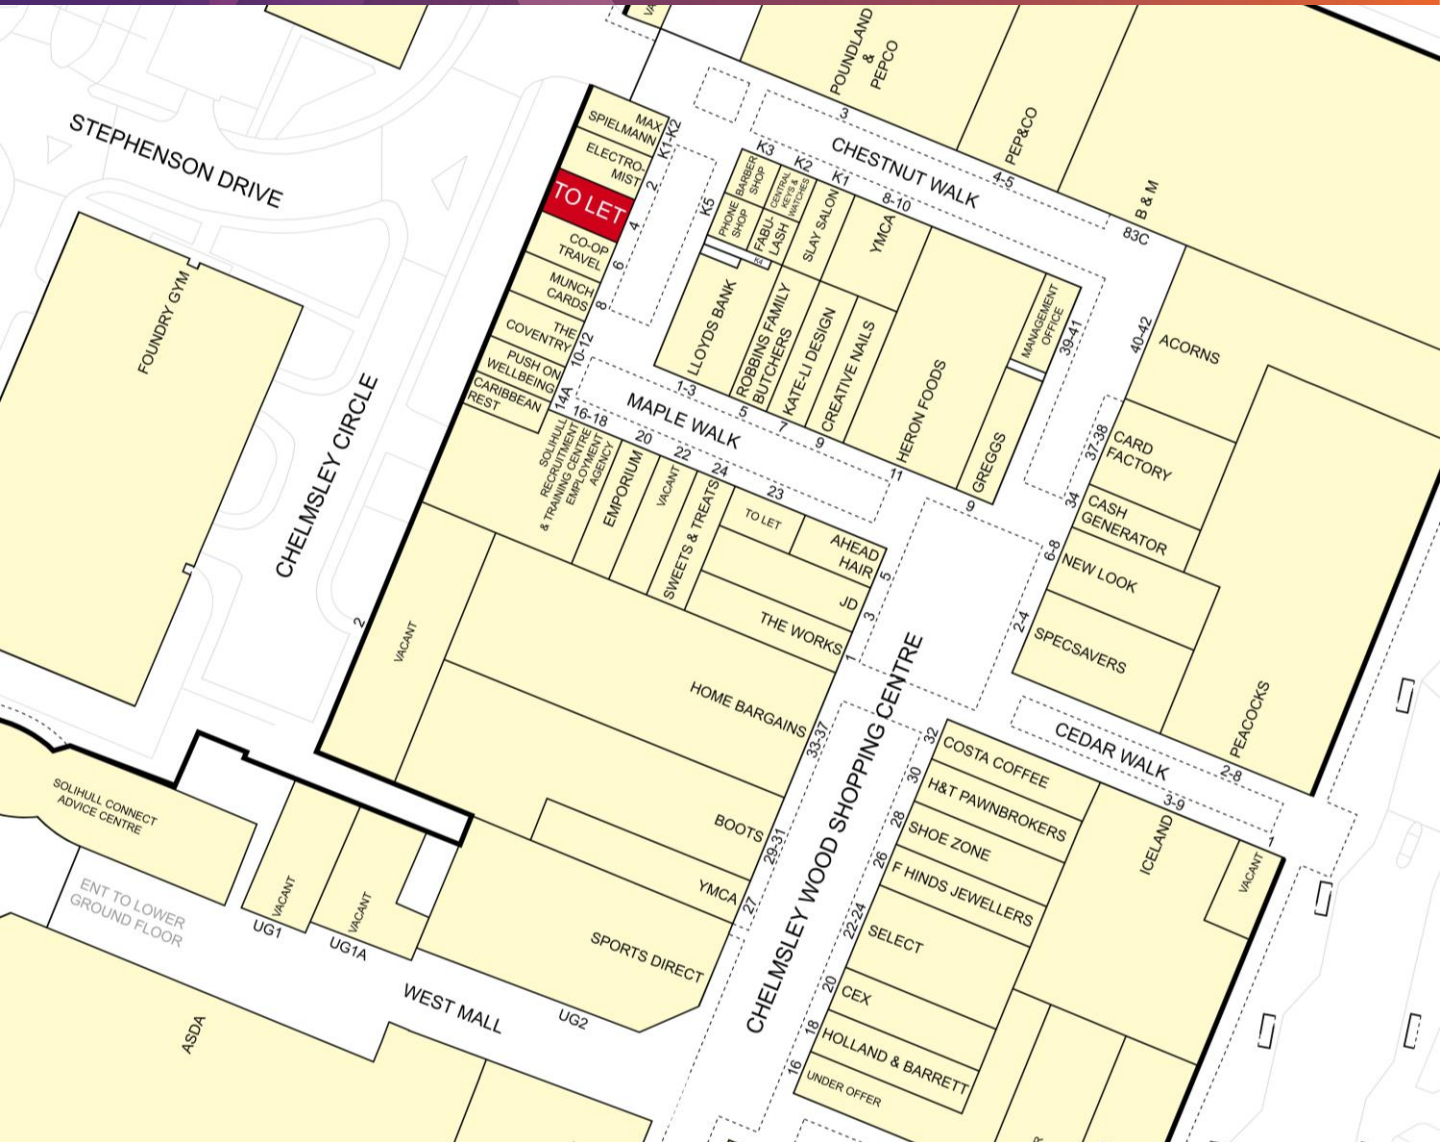 VA
POUNDLAND
&
PEPCO
3
PEP&CO
4-5
B & M
83C
STEPHENSON DRIVE
CHESTNUT WALK
MAX
SPIELMANN
K1-K2
ELECTRO-
MIST
2
TO LET
4
CO-OP
TRAVEL
6
MUNCH
CARDS
8
THE
COVENTRY
10-12
PUSH ON
WELLBEING
CARIBBEAN
REST
14A
K3
K2
K1
8-10
K5
BARBER
SHOP
CENTRAL
KEYS &
WATCHES
PHONE
SHOP
FABU-
LASH
K4
SLAY SALON
YMCA
LLOYDS BANK
ROBBINS FAMILY
BUTCHERS
KATE-LI DESIGN
CREATIVE NAILS
HERON FOODS
MANAGEMENT
OFFICE
39-41
GREGGS
1-3
5
7
9
11
9
MAPLE WALK
16-18
20
22
24
23
SOLIHULL
RECRUITMENT
& TRAINING CENTRE
EMPLOYMENT
AGENCY
EMPORIUM
VACANT
SWEETS & TREATS
TO LET
AHEAD
HAIR
5
JD
3
THE WORKS
1
FOUNDRY GYM
CHELMSLEY CIRCLE
2
VACANT
HOME BARGAINS
33-37
BOOTS
29-31
YMCA
27
SPORTS DIRECT
UG2
CHELMSLEY WOOD SHOPPING CENTRE
40-42
ACORNS
37-38
CARD
FACTORY
34
CASH
GENERATOR
6-8
NEW LOOK
2-4
SPECSAVERS
PEACOCKS
2-8
CEDAR WALK
3-9
1
32
COSTA COFFEE
30
H&T PAWNBROKERS
28
SHOE ZONE
26
F HINDS JEWELLERS
22-24
SELECT
20
CEX
18
HOLLAND & BARRETT
16
UNDER OFFER
ICELAND
VACANT
SOLIHULL CONNECT
ADVICE CENTRE
ENT TO LOWER
GROUND FLOOR
VACANT
UG1
VACANT
UG1A
WEST MALL
ASDA